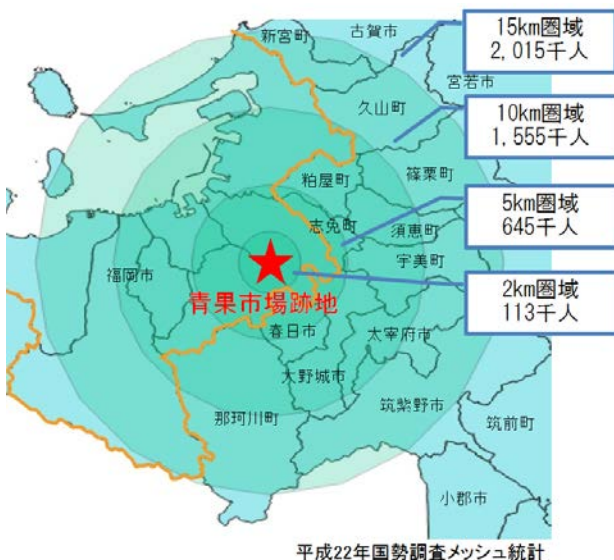 新宮町
古賀市
15km圏域
2,015千人
宮若市
久山町
10km圏域
1,555千人
粕屋町
篠栗町
志免町
須恵町
5km圏域
645千人
福岡市
宇美町
青果市場跡地
2km圏域
113千人
春日市
太宰府市
大野城市
那珂川町
筑紫野市
筑前町
小郡市
平成22年国勢調査メッシュ統計